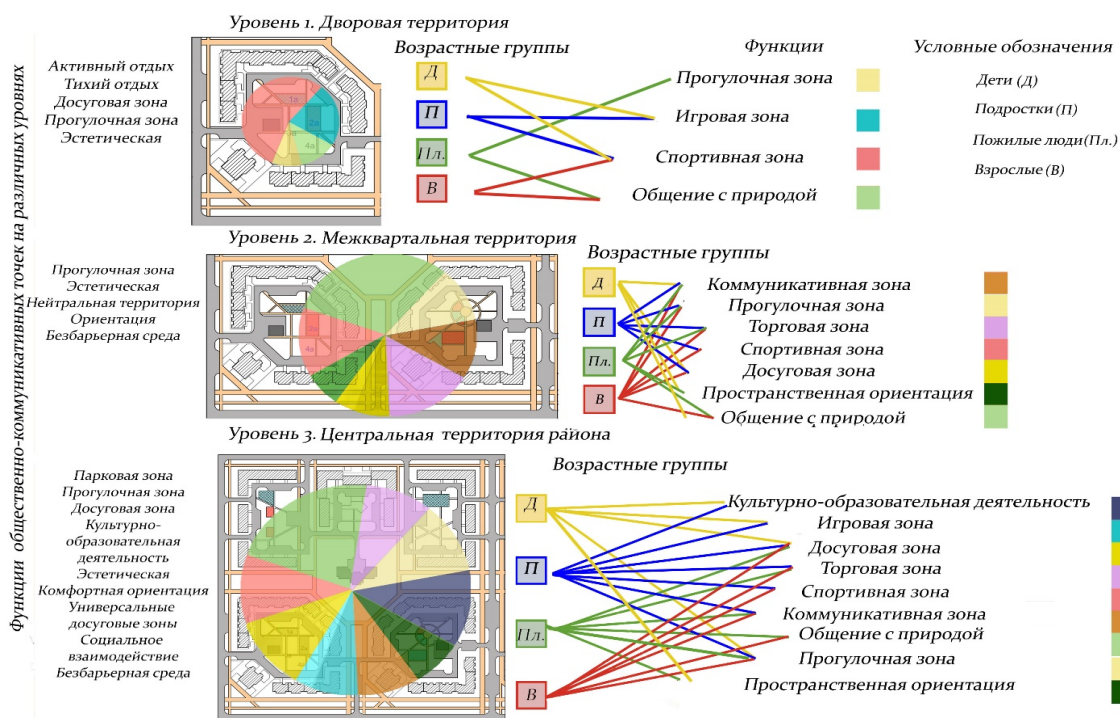 Функции общественно-коммуникативных точек на различных уровнях
Уровень 1. Дворовая территория
Активный отдых
Тихий отдых
Досуговая зона
Прогулочная зона
Эстетическая
1а
2а
3а
4а
Возрастные группы
Д
П
Пл.
В
Функции
Прогулочная зона
Игровая зона
Спортивная зона
Общение с природой
Условные обозначения
Дети (Д)
Подростки (П)
Пожилые люди(Пл.)
Взрослые (В)
Уровень 2. Межквартальная территория
Прогулочная зона
Эстетическая
Нейтральная территория
Ориентация
Безбарьерная среда
Возрастные группы
Д
П
Пл.
В
Коммуникативная зона
Прогулочная зона
Торговая зона
Спортивная зона
Досуговая зона
Пространственная ориентация
Общение с природой
Уровень 3. Центральная территория района
Парковая зона
Прогулочная зона
Досуговая зона
Культурно-
образовательная
деятельность
Эстетическая
Комфортная ориентация
Универсальные
досуговые зоны
Социальное
взаимодействие
Безбарьерная среда
Возрастные группы
Д
П
Пл.
В
Культурно-образовательная деятельность
Игровая зона
Досуговая зона
Торговая зона
Спортивная зона
Коммуникативная зона
Общение с природой
Прогулочная зона
Пространственная ориентация